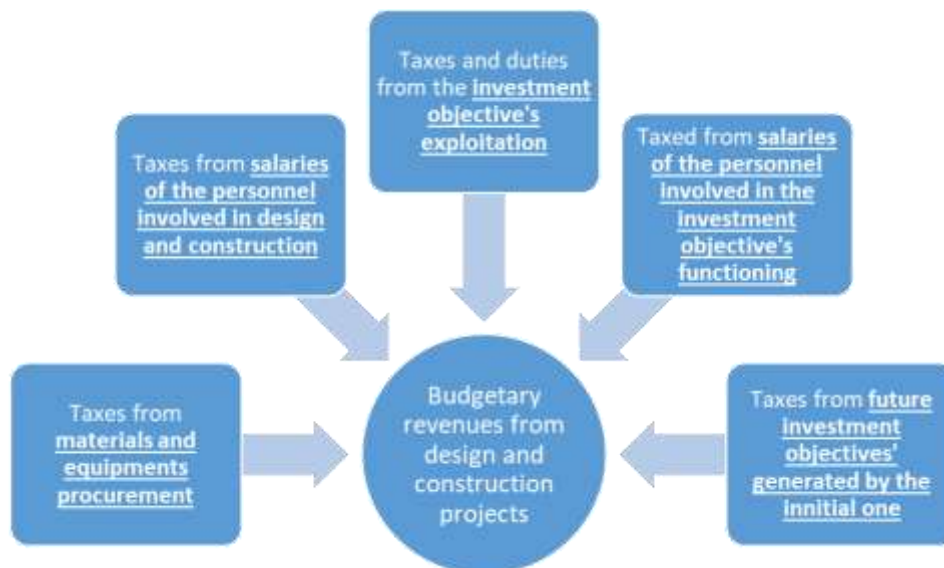 Taxes and duties
from the investment
objective's
exploitation
Taxes from salaries
of the personnel
involved in design
and construction
Taxed from salaries
of the personnel
involved in the
investment
objective's
functioning
Taxes from
materials and
equipments
procurement
Budgetary
revenues from
design and
construction
projects
Taxes from future
investment
objectives'
generated by the
innitial one